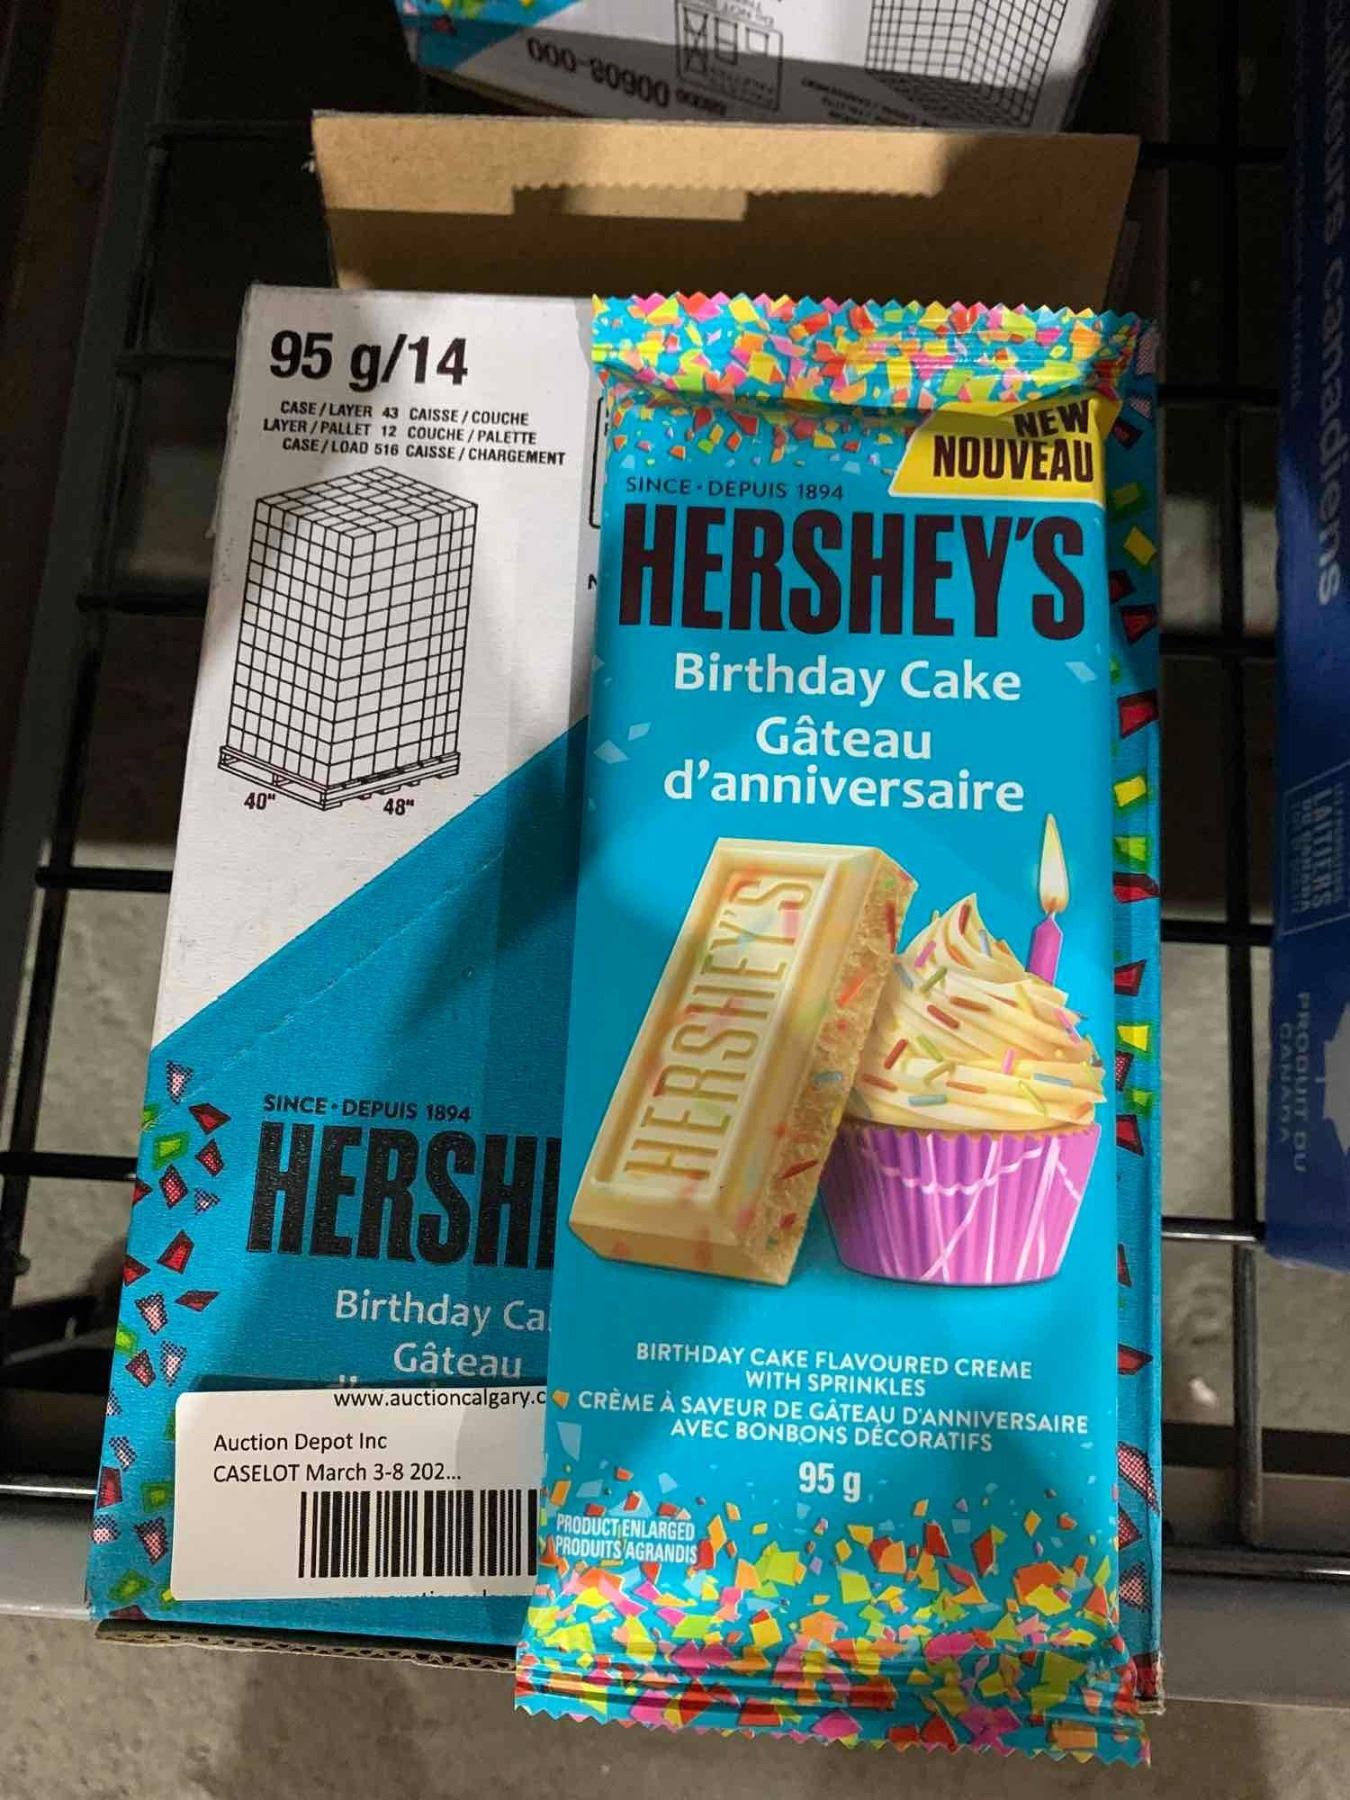 00908-000
95 g/14
CASE / LAYER 43 CAISSE / COUCHE
LAYER / PALLET 12 COUCHE / PALETTE
CASE / LOAD 516 CAISSE / CHARGEMENT
40"
48"
SINCE • DEPUIS 1894
HERSH
Birthday Ca
Gâteau
www.auctioncalgary.c
Auction Depot Inc
CASELOT March 3-8 202...
NEW
NOUVEAU
SINCE • DEPUIS 1894
HERSHEY'S
Birthday Cake
Gâteau
d'anniversaire
HERSHEY'S
BIRTHDAY CAKE FLAVOURED CREME
WITH SPRINKLES
CRÈME À SAVEUR DE GÂTEAU D'ANNIVERSAIRE
AVEC BONBONS DÉCORATIFS
95 g
PRODUCT ENLARGED
PRODUITS AGRANDIS
canadiens
PRODUIT DU
CANADA